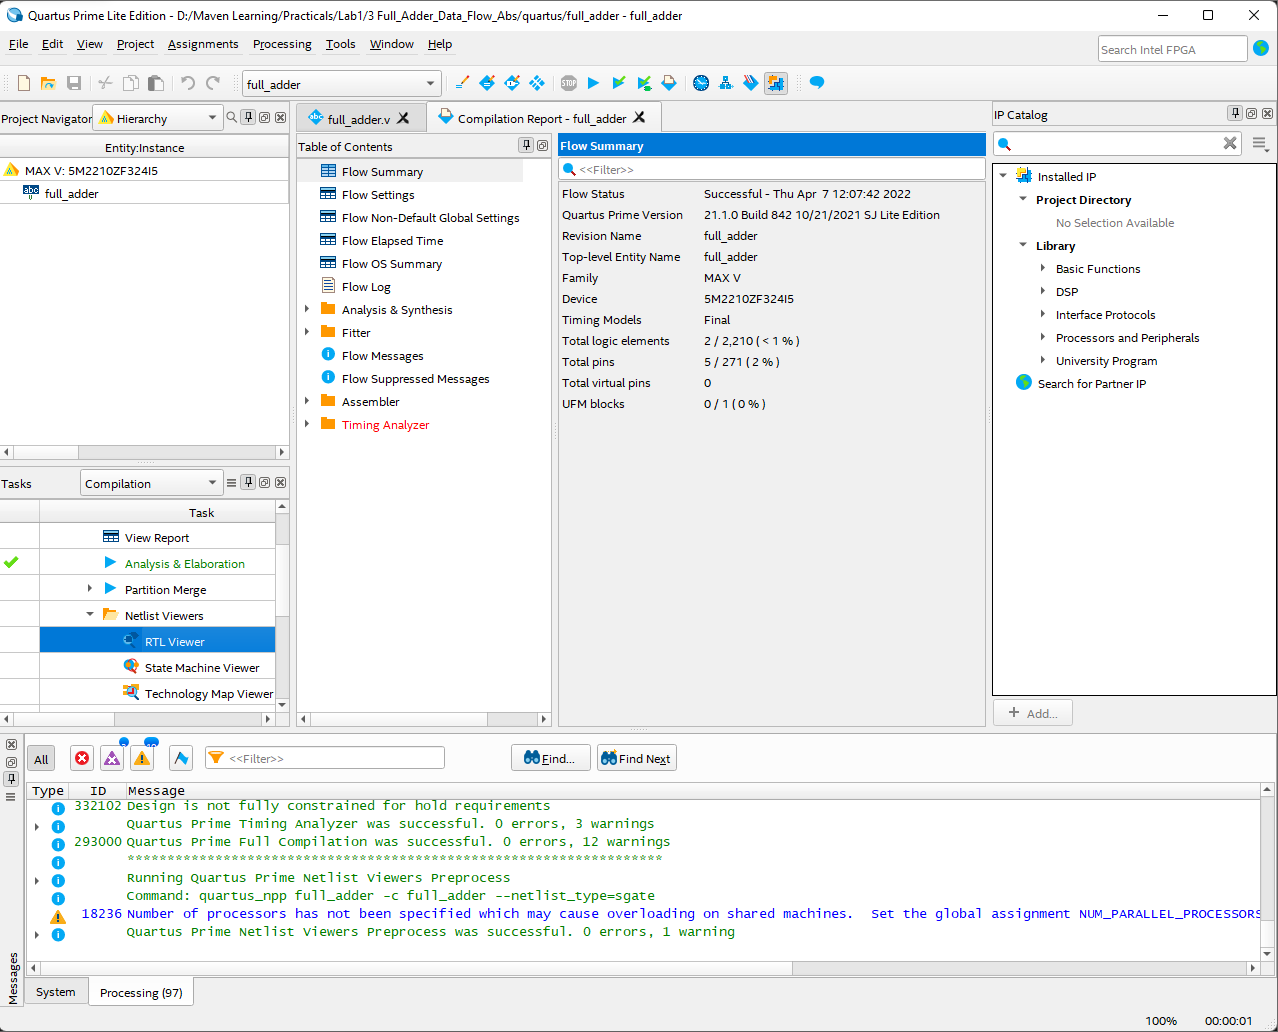 Quartus Prime Lite Edition - D:/Maven Learning/Practicals/Lab1/3 Full_Adder_Data_Flow_Abs/quartus/full_adder - full_adder
File Edit View Project Assignments Processing Tools Window Help
Search Intel FPGA
full_adder
Project Navigator Hierarchy
Entity:Instance
MAX V: 5M2210ZF324I5
full_adder
full_adder.v
Compilation Report - full_adder
Table of Contents
Flow Summary
Flow Settings
Flow Non-Default Global Settings
Flow Elapsed Time
Flow OS Summary
Flow Log
Analysis & Synthesis
Fitter
Flow Messages
Flow Suppressed Messages
Assembler
Timing Analyzer
Flow Summary
<<Filter>>
Flow Status Successful - Thu Apr 7 12:07:42 2022
Quartus Prime Version 21.1.0 Build 842 10/21/2021 SJ Lite Edition
Revision Name full_adder
Top-level Entity Name full_adder
Family MAX V
Device 5M2210ZF324I5
Timing Models Final
Total logic elements 2 / 2,210 ( < 1 % )
Total pins 5 / 271 ( 2 % )
Total virtual pins 0
UFM blocks 0 / 1 ( 0 % )
IP Catalog
Installed IP
Project Directory
No Selection Available
Library
Basic Functions
DSP
Interface Protocols
Processors and Peripherals
University Program
Search for Partner IP
+ Add...
Tasks Compilation
Task
View Report
Analysis & Elaboration
Partition Merge
Netlist Viewers
RTL Viewer
State Machine Viewer
Technology Map Viewer
All
<<Filter>>
Find...
Find Next
Type ID Message
332102 Design is not fully constrained for hold requirements
Quartus Prime Timing Analyzer was successful. 0 errors, 3 warnings
293000 Quartus Prime Full Compilation was successful. 0 errors, 12 warnings
*******************************************************************
Running Quartus Prime Netlist Viewers Preprocess
Command: quartus_npp full_adder -c full_adder --netlist_type=sgate
18236 Number of processors has not been specified which may cause overloading on shared machines.  Set the global assignment NUM_PARALLEL_PROCESSORS
Quartus Prime Netlist Viewers Preprocess was successful. 0 errors, 1 warning
Messages
System
Processing (97)
100% 00:00:01